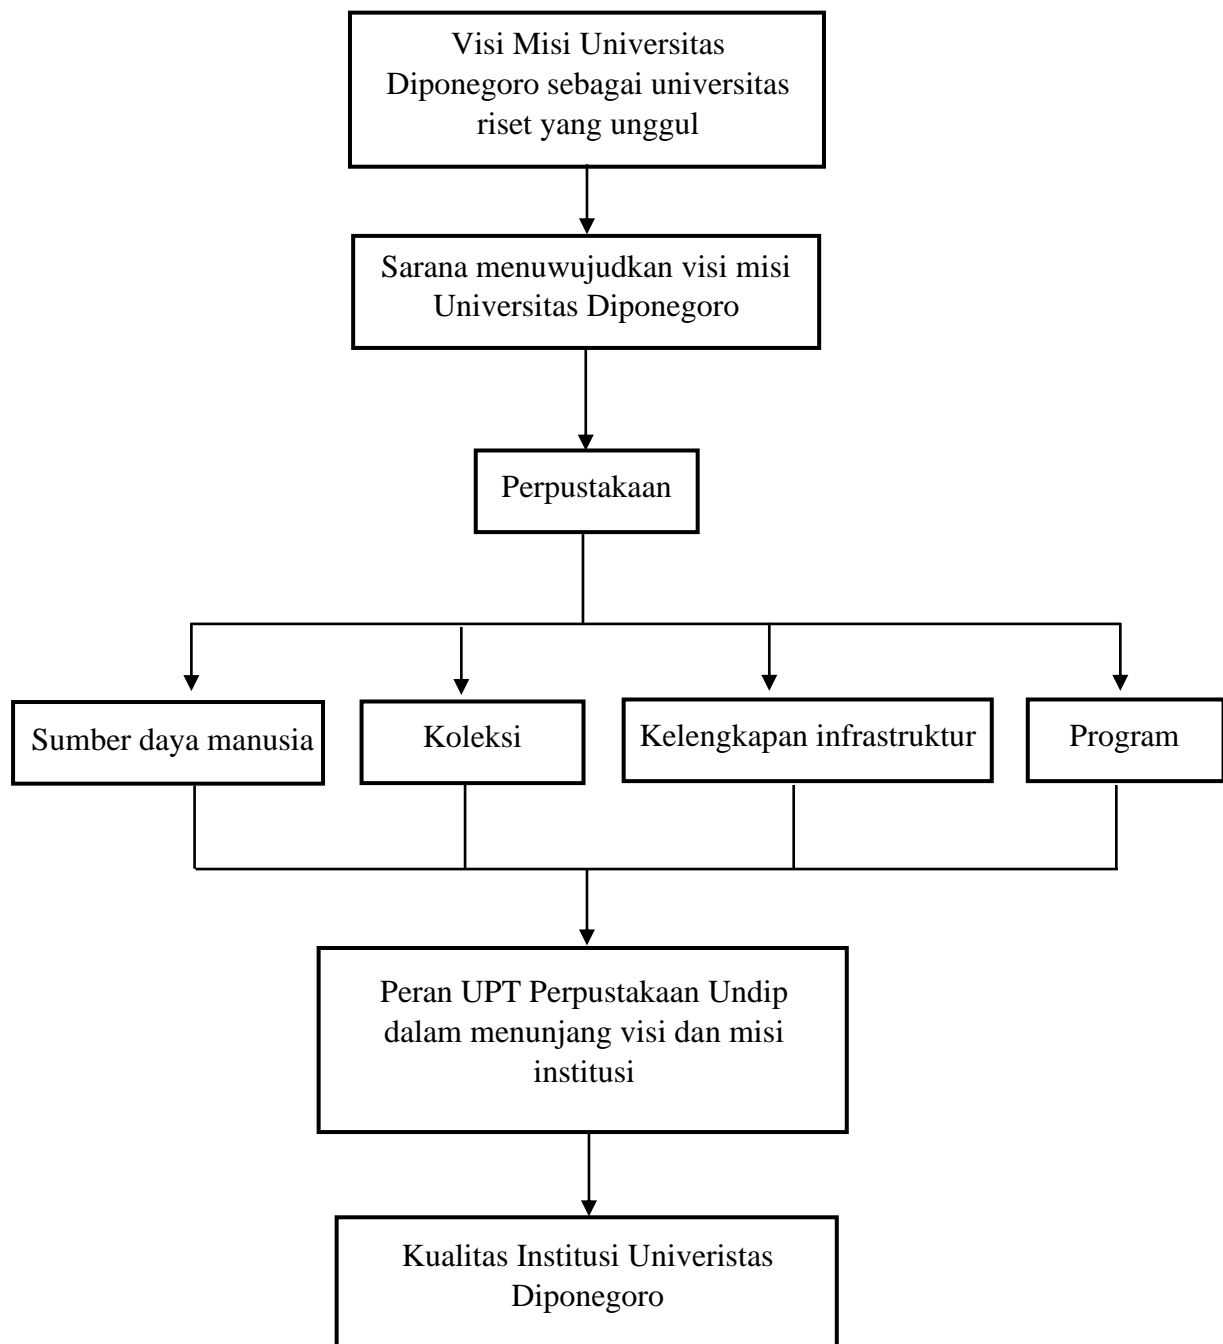 Visi Misi Universitas
Diponegoro sebagai universitas
riset yang unggul
Sarana menuwujudkan visi misi
Universitas Diponegoro
Perpustakaan
Sumber daya manusia
Koleksi
Kelengkapan infrastruktur
Program
Peran UPT Perpustakaan Undip
dalam menunjang visi dan misi
institusi
Kualitas Institusi Univeristas
Diponegoro